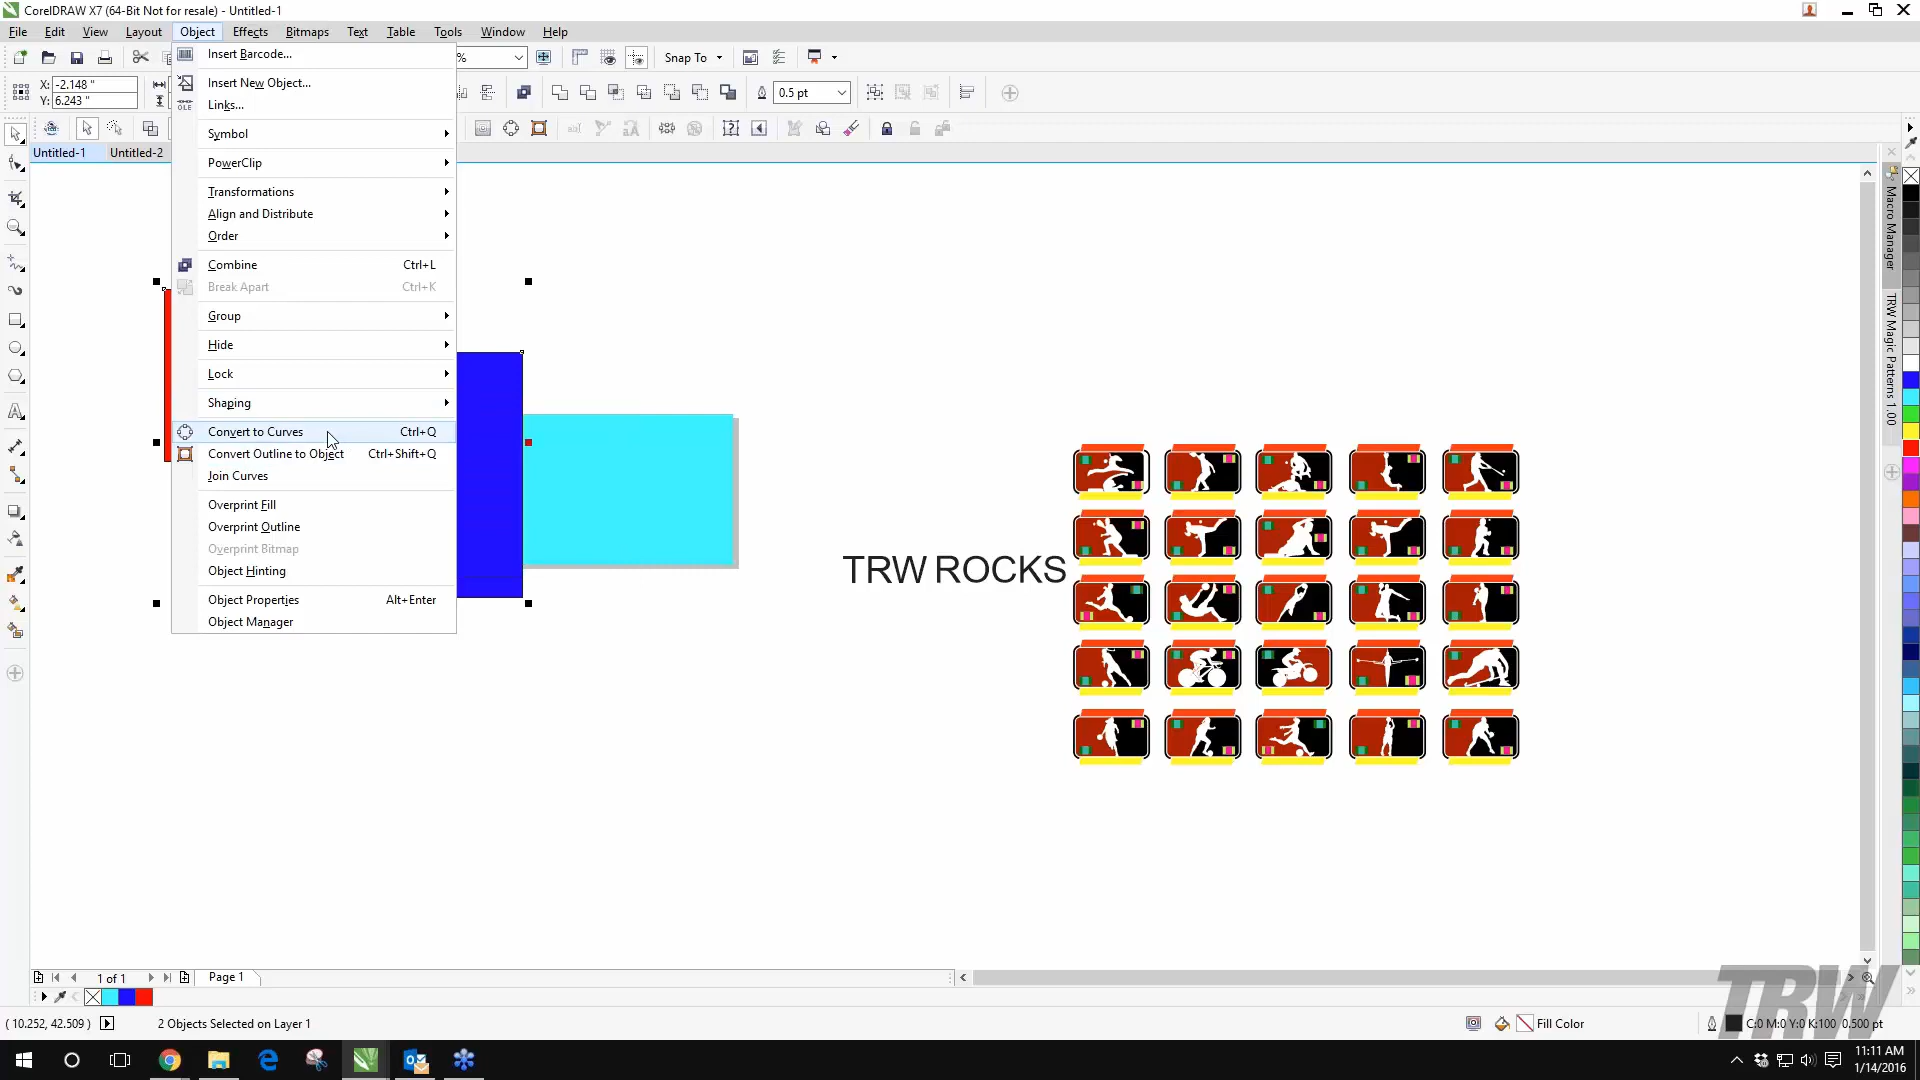 CorelDRAW X7 (64-Bit Not for resale) - Untitled-1
File Edit View Layout Object Effects Bitmaps Text Table Tools Window Help
% Snap To
X: -2.148 "
Y: 6.243 "
0.5 pt
Untitled-1 Untitled-2
Insert Barcode...
Insert New Object...
OLE Links...
Symbol
PowerClip
Transformations
Align and Distribute
Order
Combine Ctrl+L
Break Apart Ctrl+K
Group
Hide
Lock
Shaping
Convert to Curves Ctrl+Q
Convert Outline to Object Ctrl+Shift+Q
Join Curves
Overprint Fill
Overprint Outline
Overprint Bitmap
Object Hinting
Object Properties Alt+Enter
Object Manager
TRW ROCKS
Macro Manager
TRW Magic Patterns 1.00
1 of 1 Page 1
TRW
( 10.252, 42.509 ) 2 Objects Selected on Layer 1 Fill Color C:0 M:0 Y:0 K:100 0.500 pt
11:11 AM
1/14/2016